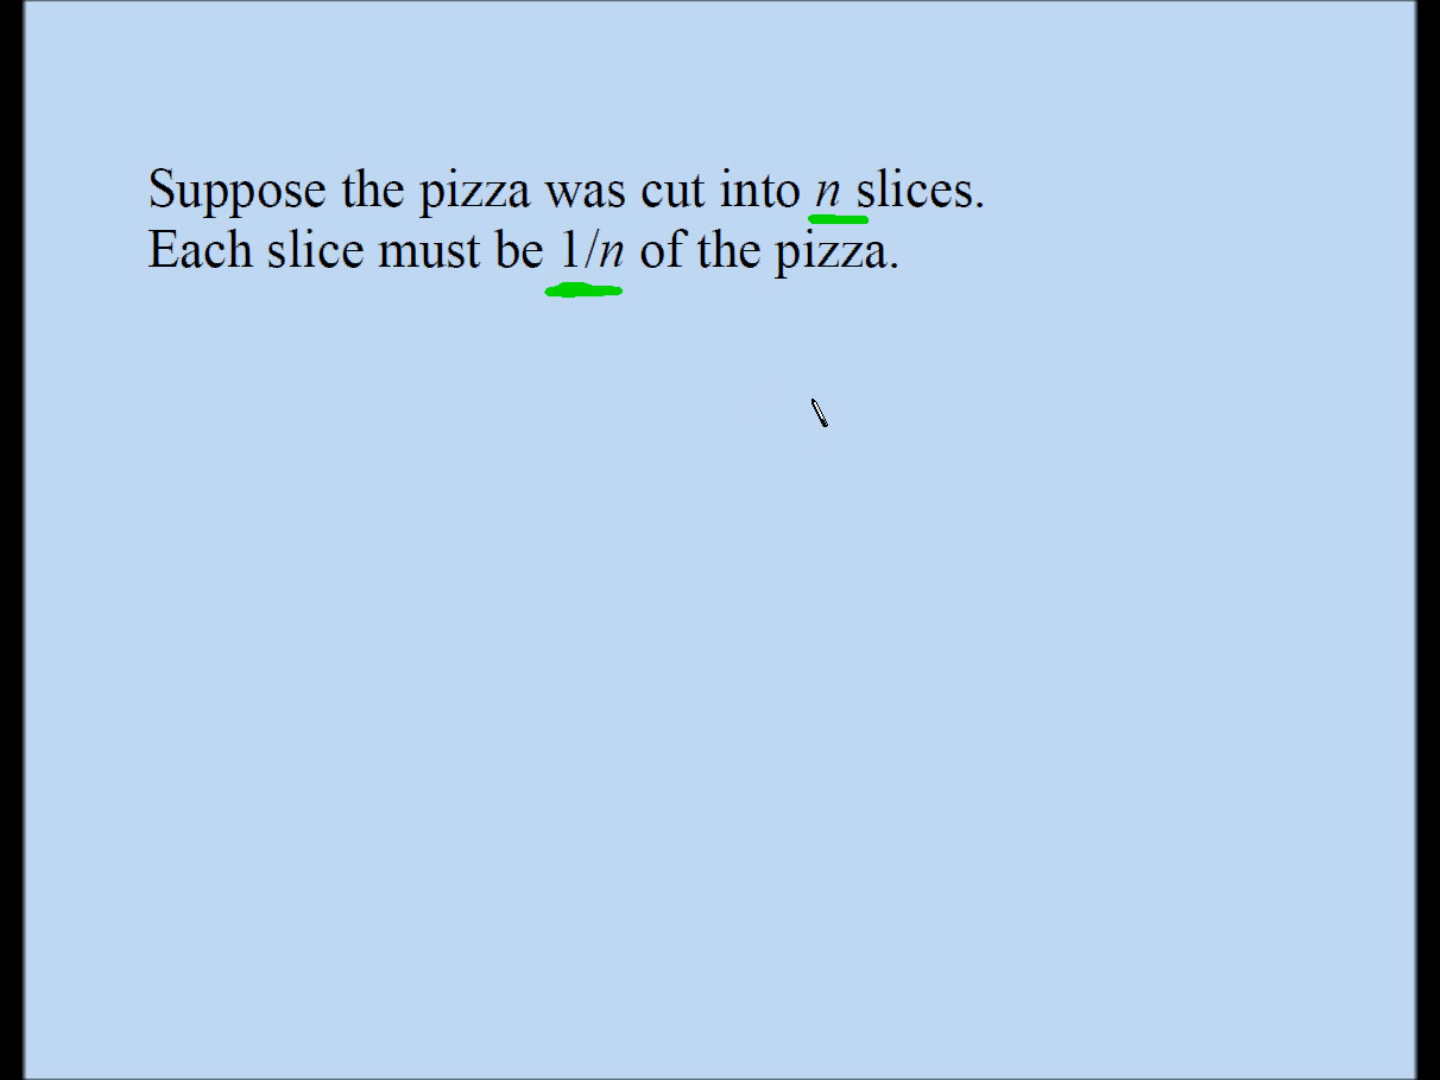 Suppose the pizza was cut into n slices.
Each slice must be 1/n of the pizza.